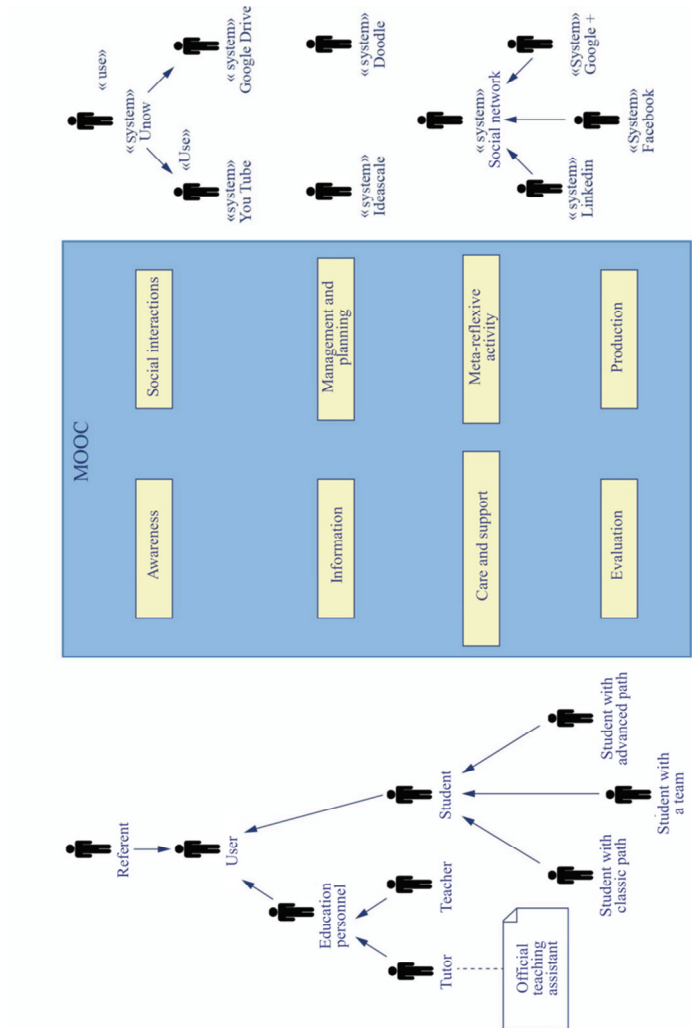 Referent
User
Education
personnel
Tutor
Teacher
Student
Official
teaching
assistant
Student with
classic path
Student with
a team
Student with
advanced path
MOOC
Awareness
Social interactions
Information
Management and
planning
Care and support
Meta-reflexive
activity
Evaluation
Production
«use»
«system»
Unow
«Use»
«system»
You Tube
« system»
Google Drive
«system»
Ideascale
«system»
Doodle
« system»
Social network
«system»
Linkedin
«System»
Facebook
«System»
Google +